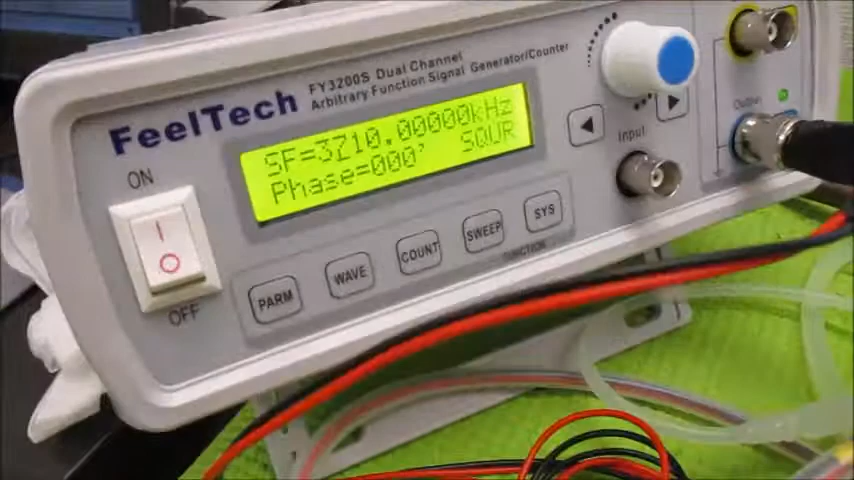 FeelTech
FY3200S Dual Channel
Arbitrary Function Signal Generator/Counter
SF=3710.00000kHz
Phase=000' SQUR
ON
OFF
PARM
WAVE
COUNT
SWEEP
SYS
FUNCTION
Input
Output